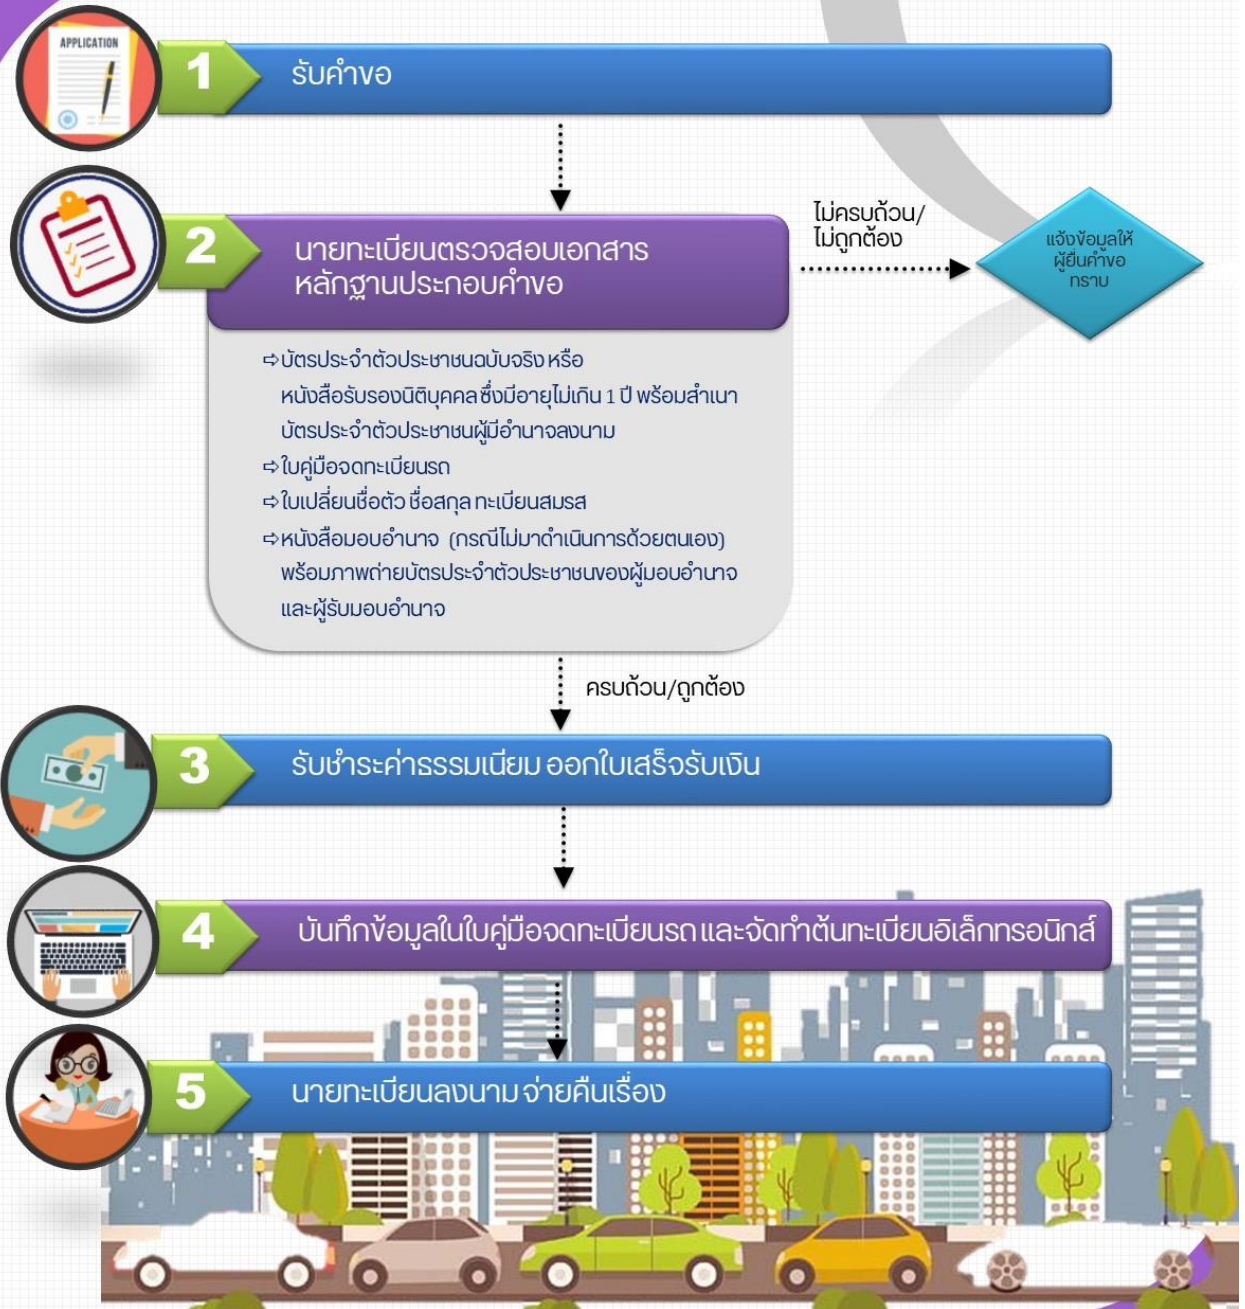 APPLICATION
1
รับคำขอ
2
นายทะเบียนตรวจสอบเอกสาร
หลักฐานประกอบคำขอ
ไม่ครบถ้วน/
ไม่ถูกต้อง
แจ้งข้อมูลให้
ผู้ยื่นคำขอ
ทราบ
⇨บัตรประจำตัวประชาชนฉบับจริง หรือ
หนังสือรับรองนิติบุคคล ซึ่งมีอายุไม่เกิน 1 ปี พร้อมสำเนา
บัตรประจำตัวประชาชนผู้มีอำนาจลงนาม
⇨ใบคู่มือจดทะเบียนรถ
⇨ใบเปลี่ยนชื่อตัว ชื่อสกุล ทะเบียนสมรส
⇨หนังสือมอบอำนาจ (กรณีไม่มาดำเนินการด้วยตนเอง)
พร้อมภาพถ่ายบัตรประจำตัวประชาชนของผู้มอบอำนาจ
และผู้รับมอบอำนาจ
ครบถ้วน/ถูกต้อง
3
รับชำระค่าธรรมเนียม ออกใบเสร็จรับเงิน
4
บันทึกข้อมูลในใบคู่มือจดทะเบียนรถ และจัดทำต้นทะเบียนอิเล็กทรอนิกส์
5
นายทะเบียนลงนาม จ่ายคืนเรื่อง